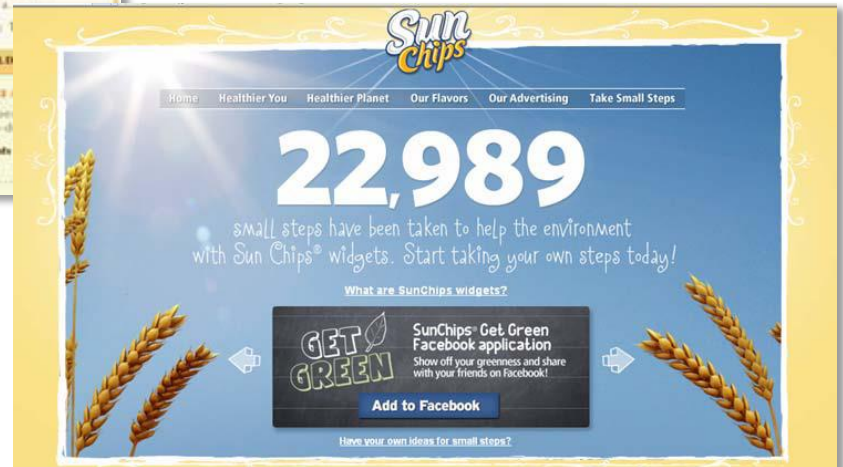 Sun
Chips
Home Healthier You Healthier Planet Our Flavors Our Advertising Take Small Steps
22,989
small steps have been taken to help the environment
with Sun Chips® widgets. Start taking your own steps today!
What are SunChips widgets?
GET
GREEN
SunChips® Get Green
Facebook application
Show off your greenness and share
with your friends on Facebook!
Add to Facebook
Have your own ideas for small steps?